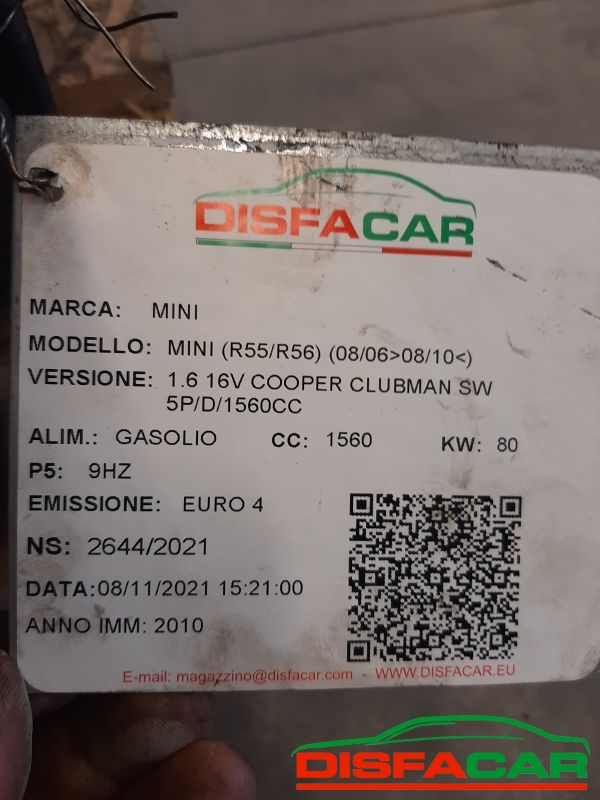 DISFACAR
MARCA: MINI
MODELLO: MINI (R55/R56) (08/06>08/10<)
VERSIONE: 1.6 16V COOPER CLUBMAN SW
5P/D/1560CC
ALIM.: GASOLIO CC: 1560 KW: 80
P5: 9HZ
EMISSIONE: EURO 4
NS: 2644/2021
DATA:08/11/2021 15:21:00
ANNO IMM: 2010
E-mail: magazzino@disfacar.com - WWW.DISFACAR.EU
DISFACAR